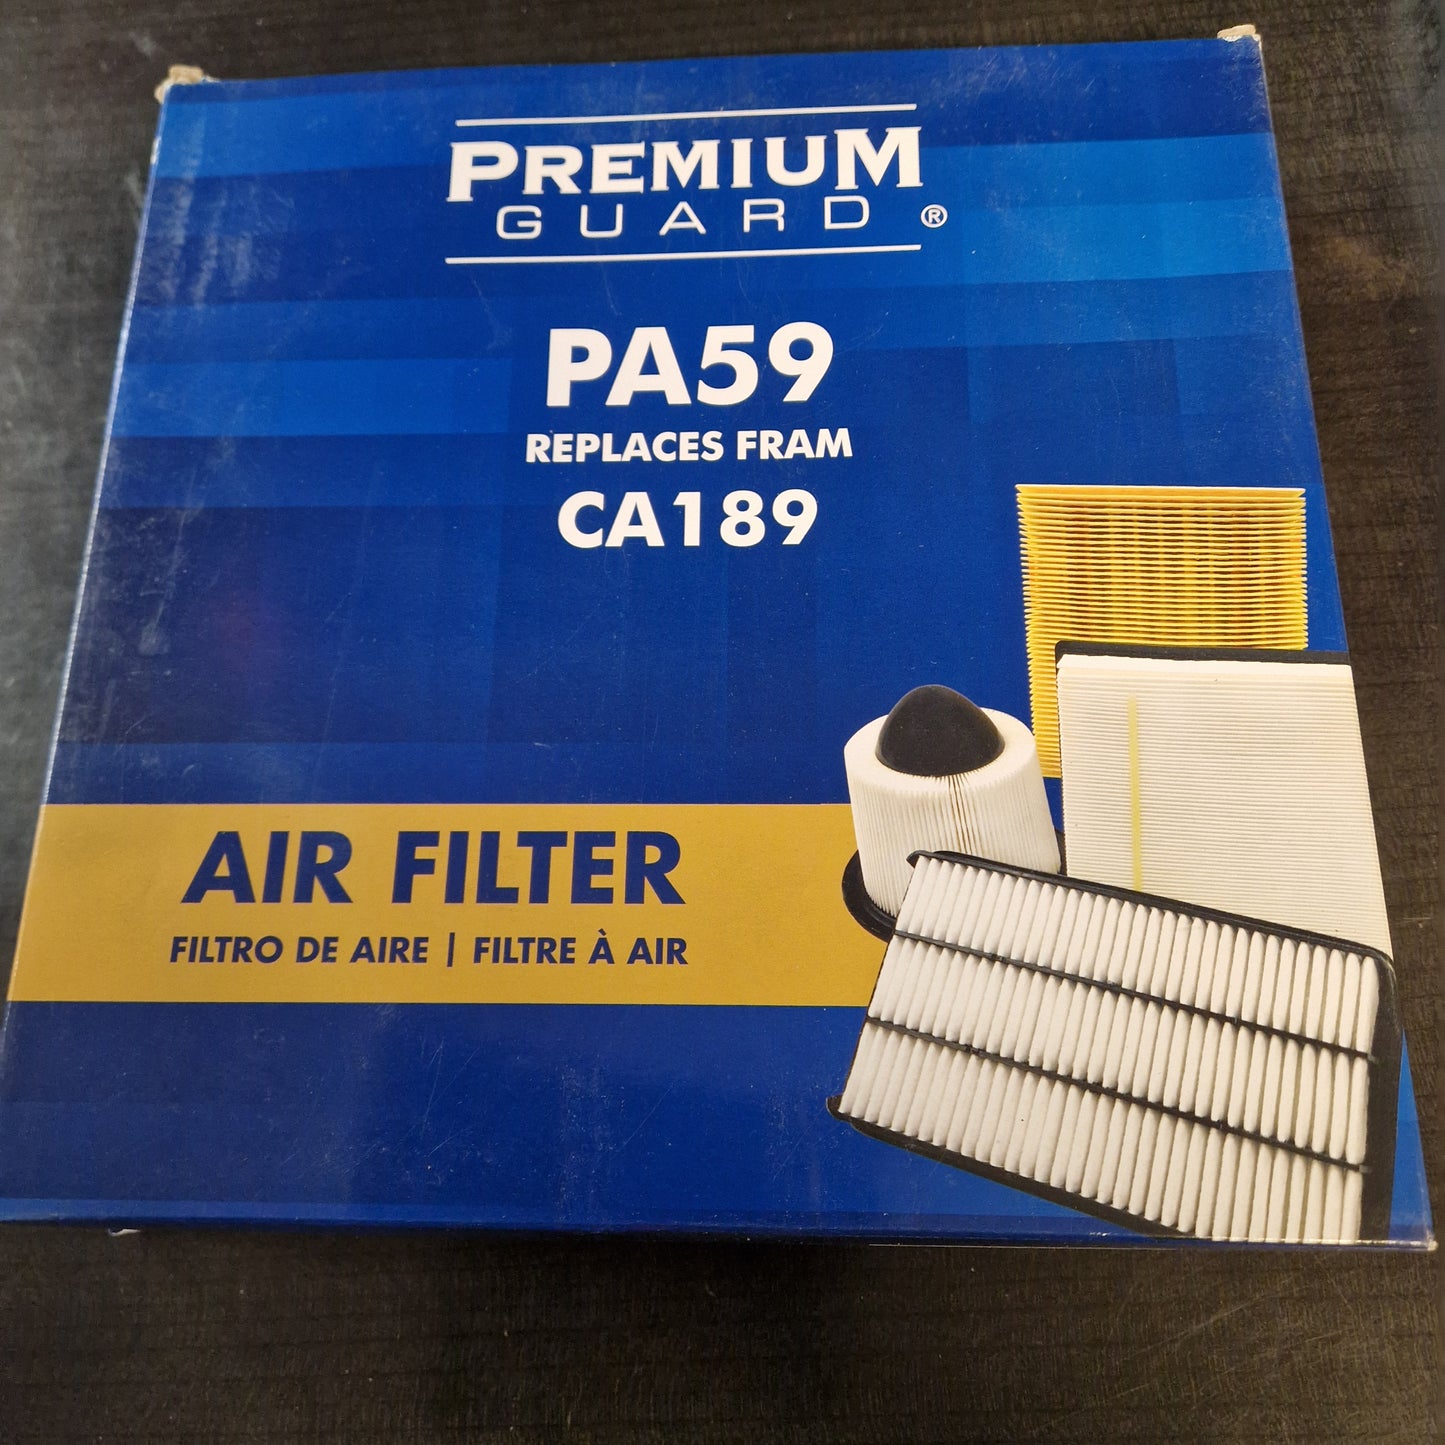 PREMIUM
GUARD ®
PA59
REPLACES FRAM
CA189
AIR FILTER
FILTRO DE AIRE | FILTRE À AIR